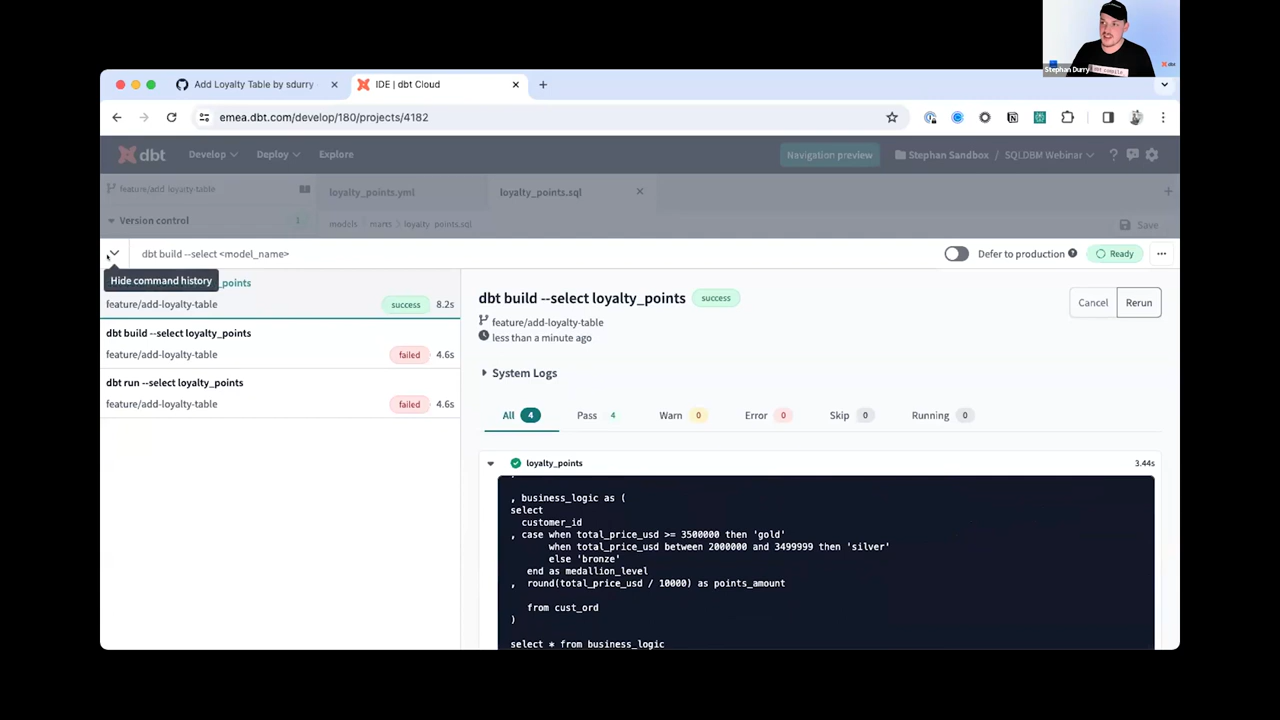 Stephan Durry
dbt
Add Loyalty Table by sdurry
IDE | dbt Cloud
emea.dbt.com/develop/180/projects/4182
dbt
Develop
Deploy
Explore
Navigation preview
Stephan Sandbox / SQLDBM Webinar
feature/add-loyalty-table
loyalty_points.yml
loyalty_points.sql
Version control
1
models > marts > loyalty_points.sql
Save
dbt build --select <model_name>
Defer to production
Ready
Hide command history
_points
feature/add-loyalty-table
success
8.2s
dbt build --select loyalty_points
feature/add-loyalty-table
failed
4.6s
dbt run --select loyalty_points
feature/add-loyalty-table
failed
4.6s
dbt build --select loyalty_points
success
Cancel
Rerun
feature/add-loyalty-table
less than a minute ago
System Logs
All 4
Pass 4
Warn 0
Error 0
Skip 0
Running 0
loyalty_points
3.44s
, business_logic as (
select
customer_id
, case when total_price_usd >= 3500000 then 'gold'
when total_price_usd between 2000000 and 3499999 then 'silver'
else 'bronze'
end as medallion_level
, round(total_price_usd / 10000) as points_amount
from cust_ord
)
select * from business_logic